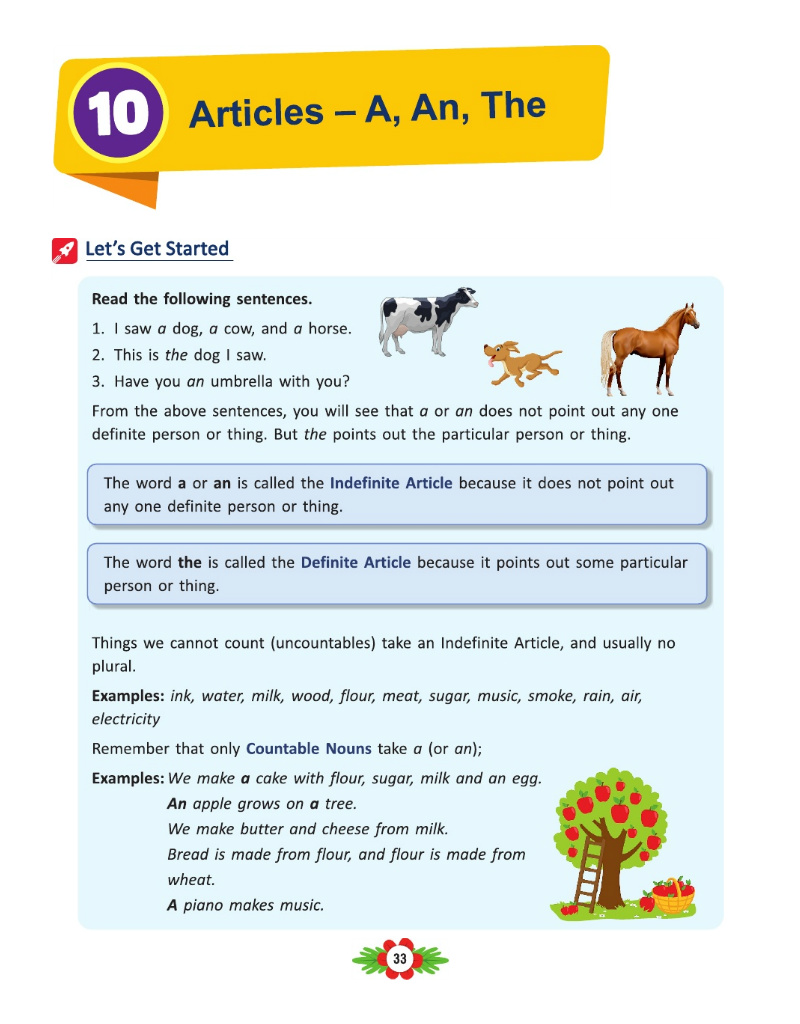 10
Articles – A, An, The
Let's Get Started
Read the following sentences.
1. I saw a dog, a cow, and a horse.
2. This is the dog I saw.
3. Have you an umbrella with you?
From the above sentences, you will see that a or an does not point out any one
definite person or thing. But the points out the particular person or thing.
The word a or an is called the Indefinite Article because it does not point out
any one definite person or thing.
The word the is called the Definite Article because it points out some particular
person or thing.
Things we cannot count (uncountables) take an Indefinite Article, and usually no
plural.
Examples: ink, water, milk, wood, flour, meat, sugar, music, smoke, rain, air,
electricity
Remember that only Countable Nouns take a (or an);
Examples: We make a cake with flour, sugar, milk and an egg.
An apple grows on a tree.
We make butter and cheese from milk.
Bread is made from flour, and flour is made from
wheat.
A piano makes music.
33